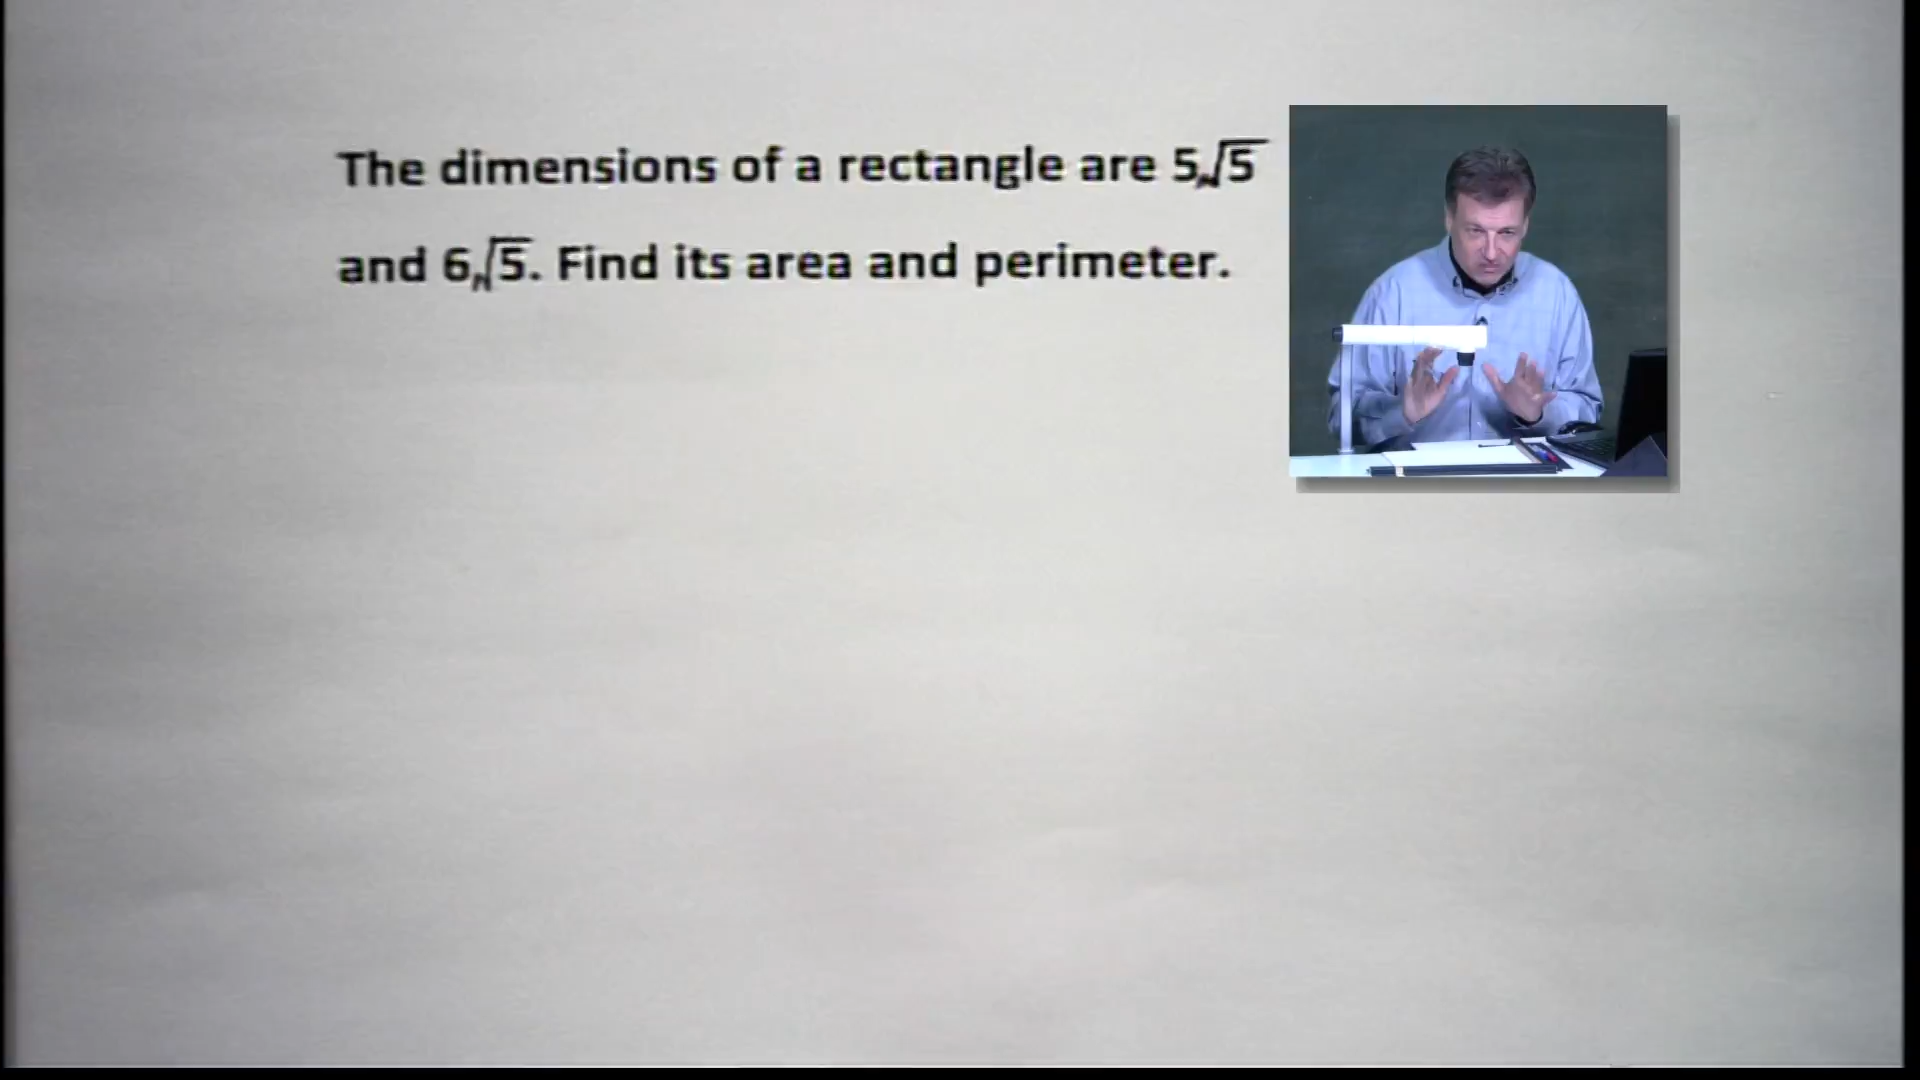 The dimensions of a rectangle are 5√5
and 6√5. Find its area and perimeter.